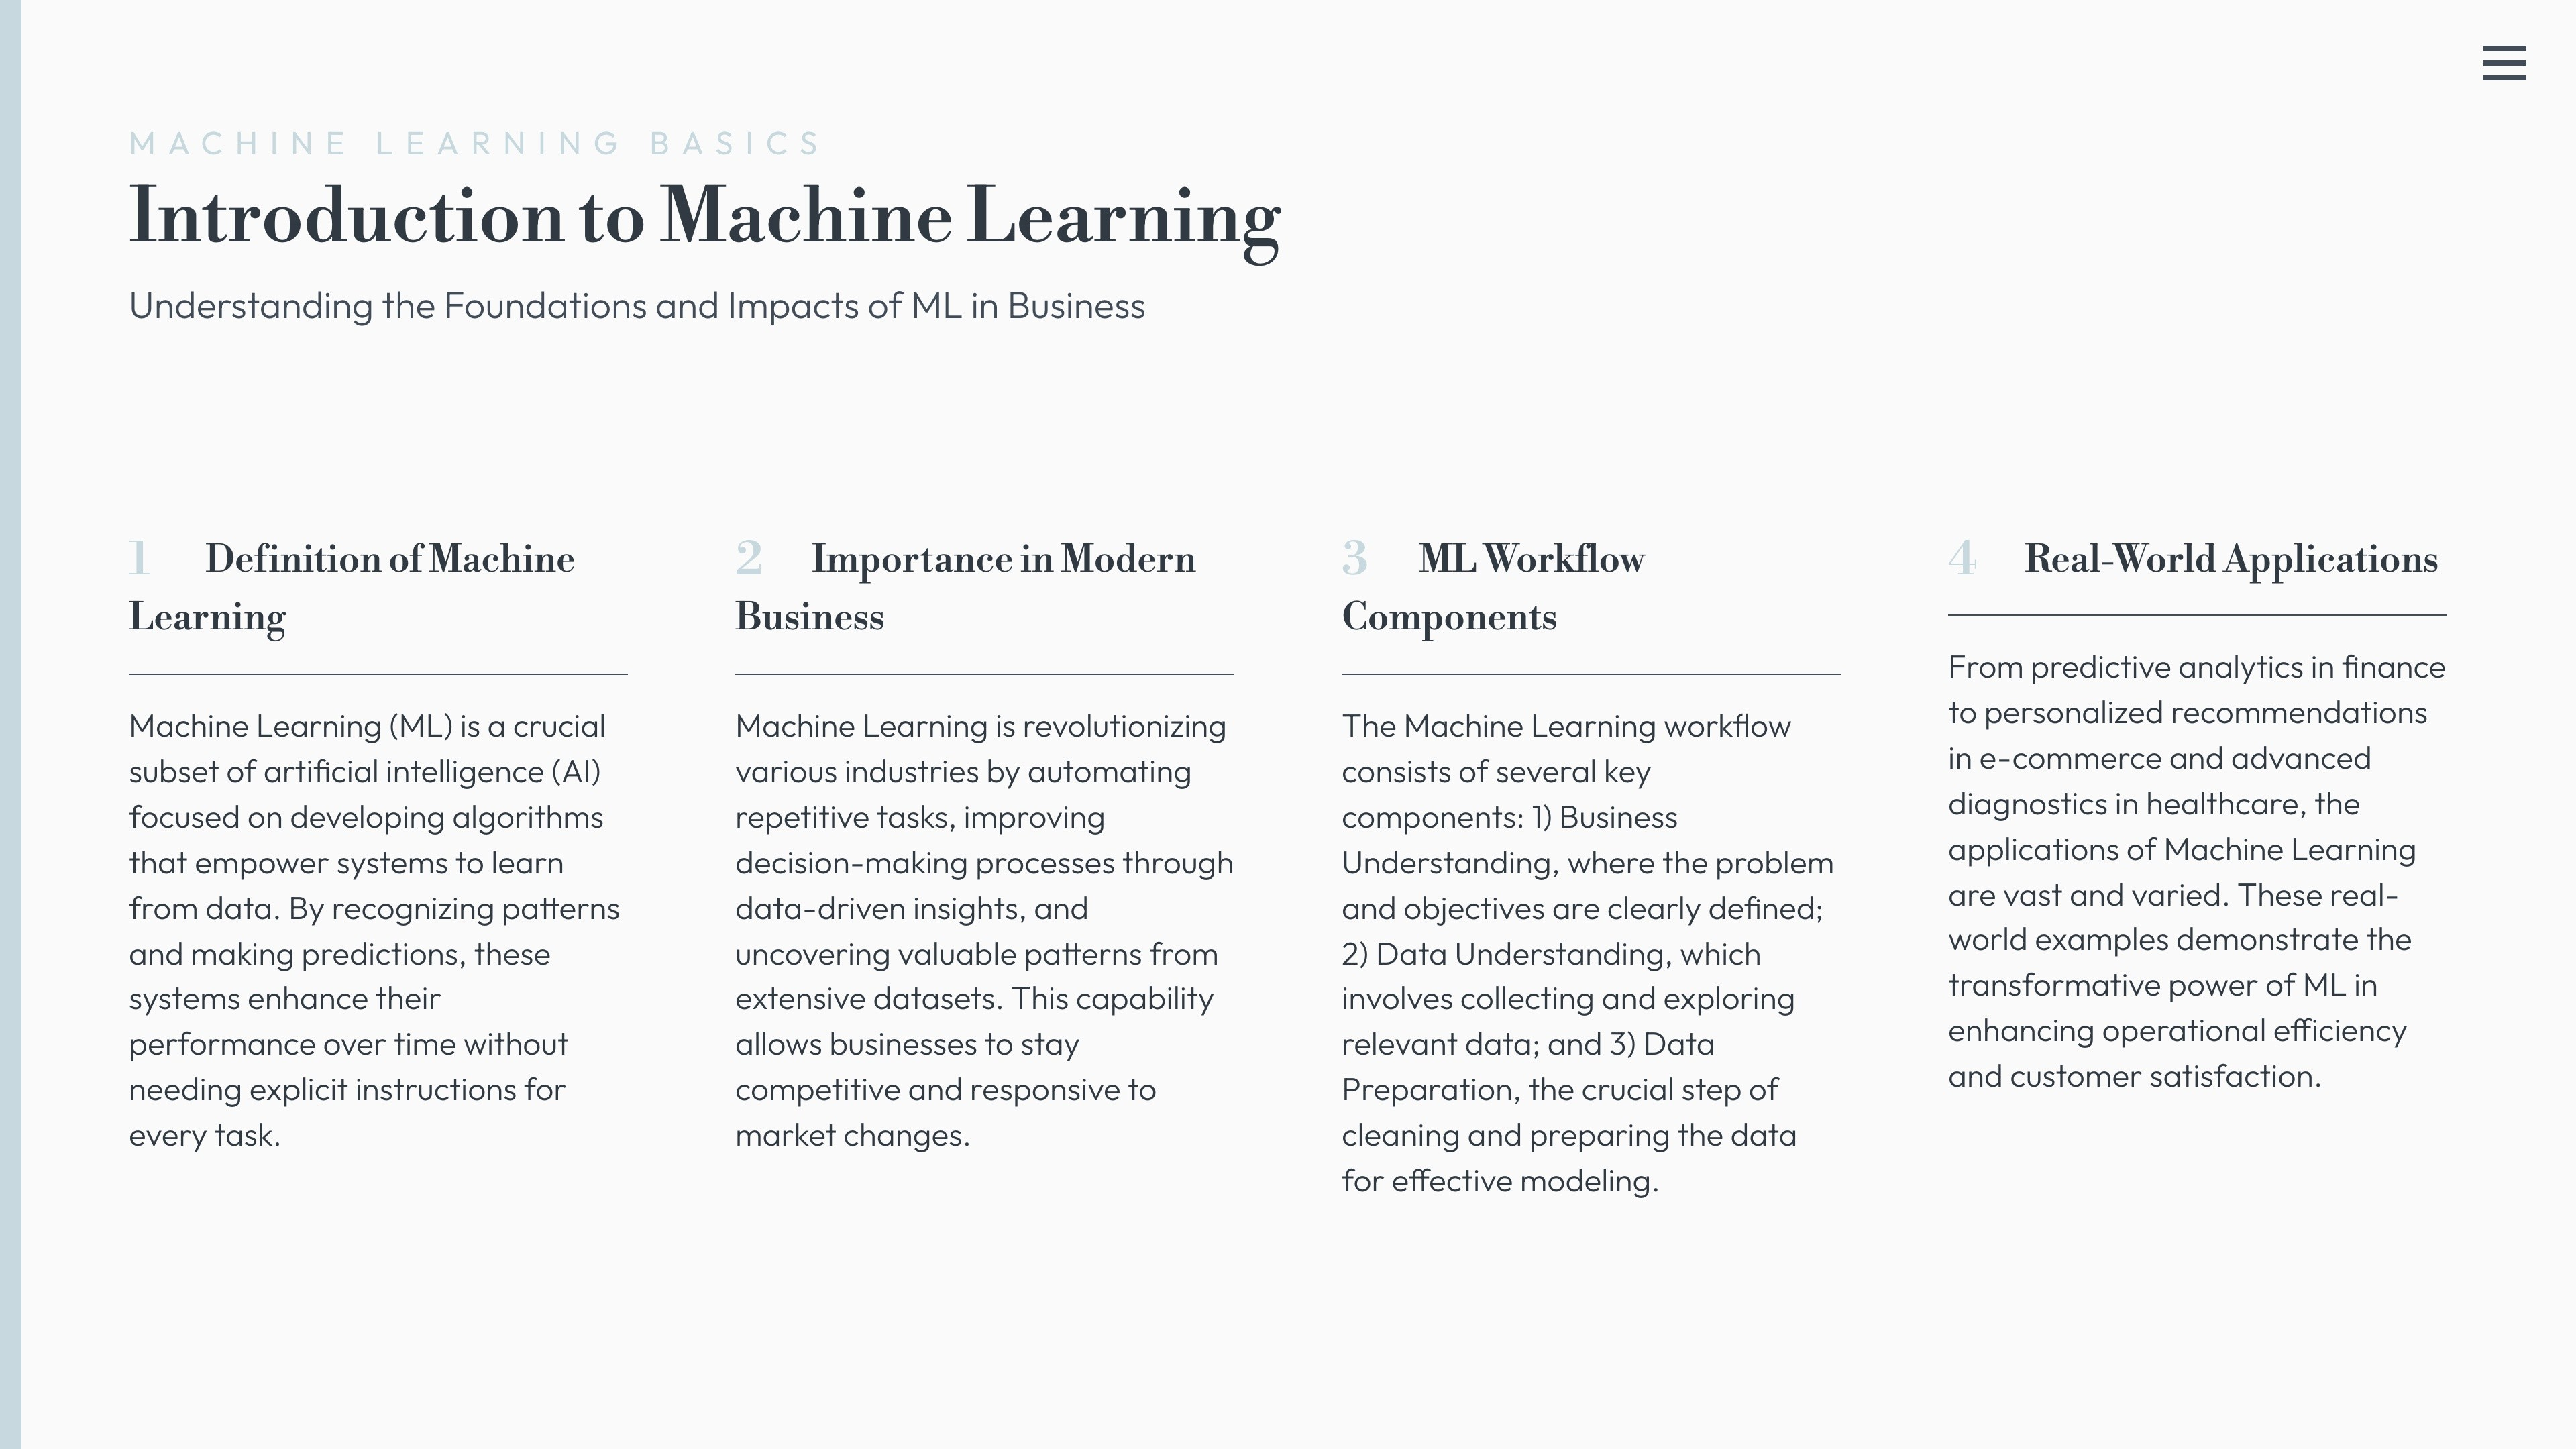 MACHINE LEARNING BASICS
Introduction to Machine Learning
Understanding the Foundations and Impacts of ML in Business
1 Definition of Machine
Learning
Machine Learning (ML) is a crucial
subset of artificial intelligence (AI)
focused on developing algorithms
that empower systems to learn
from data. By recognizing patterns
and making predictions, these
systems enhance their
performance over time without
needing explicit instructions for
every task.
2 Importance in Modern
Business
Machine Learning is revolutionizing
various industries by automating
repetitive tasks, improving
decision-making processes through
data-driven insights, and
uncovering valuable patterns from
extensive datasets. This capability
allows businesses to stay
competitive and responsive to
market changes.
3 ML Workflow
Components
The Machine Learning workflow
consists of several key
components: 1) Business
Understanding, where the problem
and objectives are clearly defined;
2) Data Understanding, which
involves collecting and exploring
relevant data; and 3) Data
Preparation, the crucial step of
cleaning and preparing the data
for effective modeling.
4 Real-World Applications
From predictive analytics in finance
to personalized recommendations
in e-commerce and advanced
diagnostics in healthcare, the
applications of Machine Learning
are vast and varied. These real-
world examples demonstrate the
transformative power of ML in
enhancing operational efficiency
and customer satisfaction.